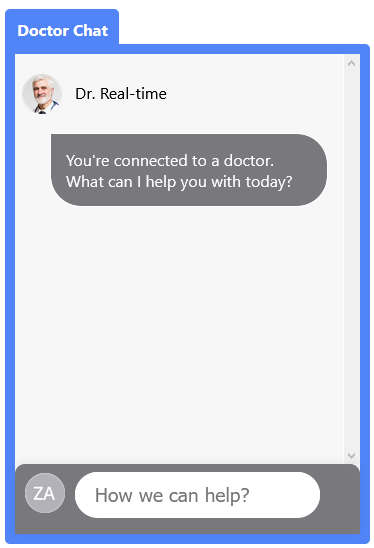 Doctor Chat
Dr. Real-time
You're connected to a doctor.
What can I help you with today?
ZA
How we can help?